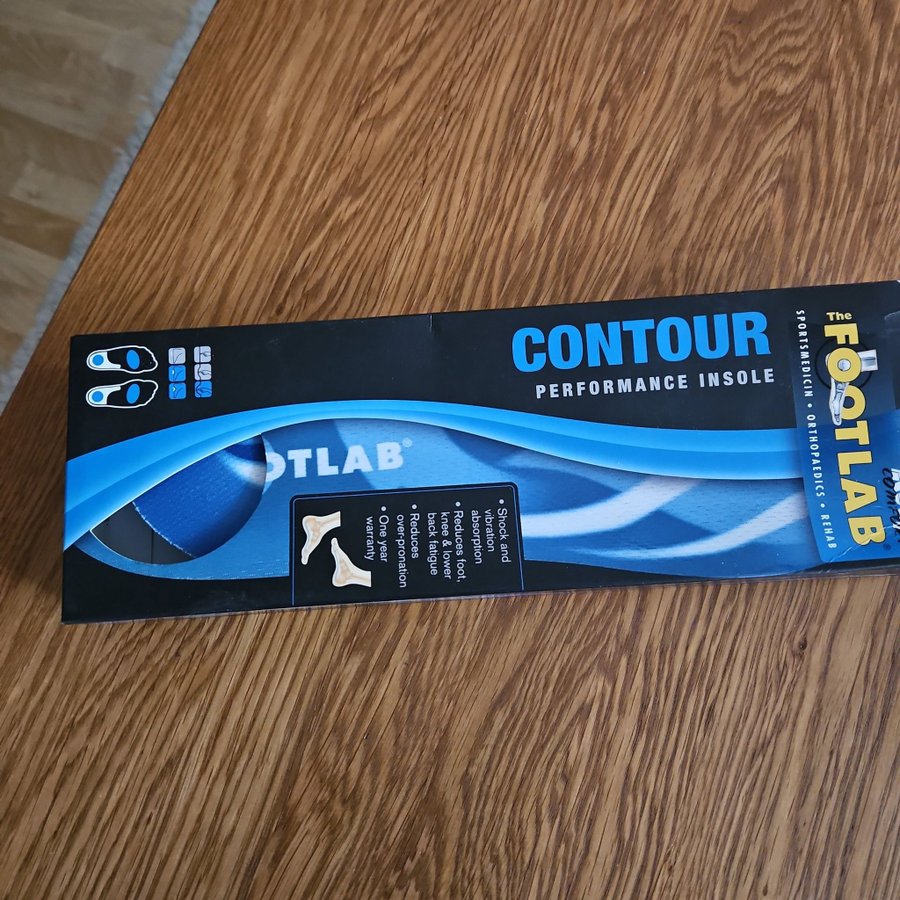 CONTOUR
PERFORMANCE INSOLE
The
FOOTLAB®
SPORTSMEDICIN • ORTHOPAEDICS • REHAB
OTLAB®
• Shock and
vibration
absorption
• Reduces foot,
knee & lower
back fatigue
• Reduces
over-pronation
• One year
warranty